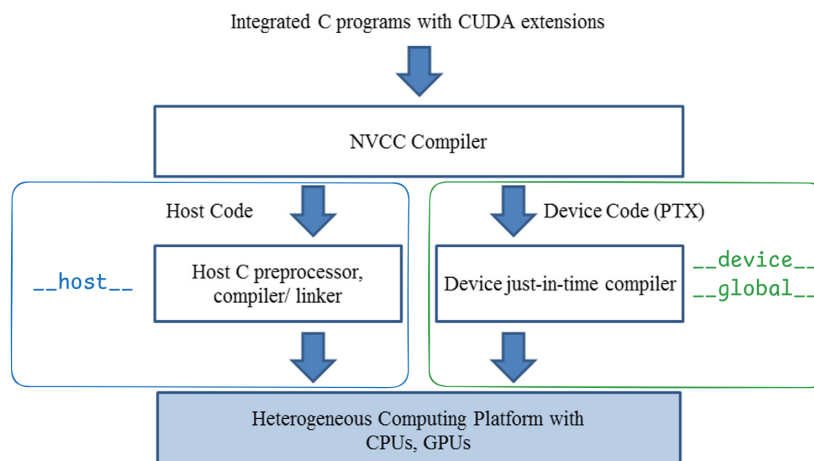 Integrated C programs with CUDA extensions
NVCC Compiler
Host Code
Device Code (PTX)
__host__
Host C preprocessor,
compiler/ linker
Device just-in-time compiler
__device__
__global__
Heterogeneous Computing Platform with
CPUs, GPUs